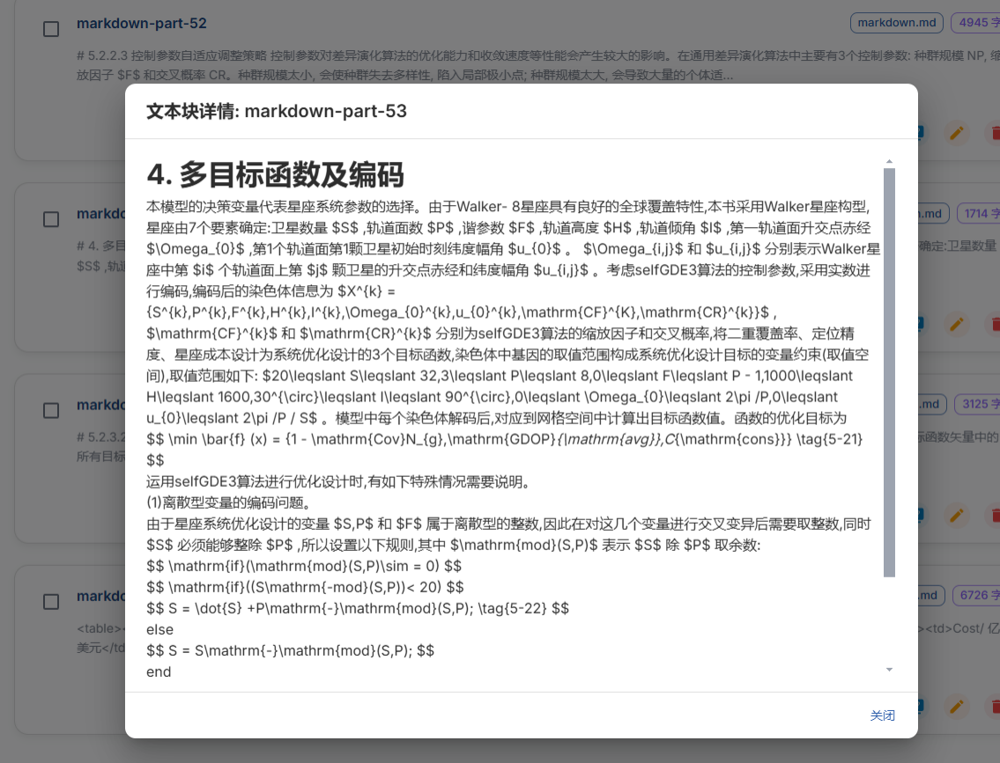 markdown-part-52
markdown.md
4945 字
# 5.2.2.3 控制参数自适应调整策略 控制参数对差异演化算法的优化能力和收敛速度等性能会产生较大的影响。在通用差异演化算法中主要有3个控制参数: 种群规模 NP, 缩
放因子 $F$ 和交叉概率 CR。种群规模太小, 会使种群失去多样性, 陷入局部极小点; 种群规模太大, 会导致大量的个体适...
文本块详情: markdown-part-53
4. 多目标函数及编码
本模型的决策变量代表星座系统参数的选择。由于Walker- 8星座具有良好的全球覆盖特性,本书采用Walker星座构型,
星座由7个要素确定:卫星数量 $S$ ,轨道面数 $P$ ,谐参数 $F$ ,轨道高度 $H$ ,轨道倾角 $I$ ,第一轨道面升交点赤经
$\Omega_{0}$ ,第1个轨道面第1颗卫星初始时刻纬度幅角 $u_{0}$ 。 $\Omega_{i,j}$ 和 $u_{i,j}$ 分别表示Walker星
座中第 $i$ 个轨道面上第 $j$ 颗卫星的升交点赤经和纬度幅角 $u_{i,j}$ 。考虑selfGDE3算法的控制参数,采用实数进
行编码,编码后的染色体信息为 $X^{k} =
{S^{k},P^{k},F^{k},H^{k},I^{k},\Omega_{0}^{k},u_{0}^{k},\mathrm{CF}^{K},\mathrm{CR}^{k}}$ ,
$\mathrm{CF}^{k}$ 和 $\mathrm{CR}^{k}$ 分别为selfGDE3算法的缩放因子和交叉概率,将二重覆盖率、定位精
度、星座成本设计为系统优化设计的3个目标函数,染色体中基因的取值范围构成系统优化设计目标的变量约束(取值空
间),取值范围如下: $20\leqslant S\leqslant 32,3\leqslant P\leqslant 8,0\leqslant F\leqslant P - 1,1000\leqslant
H\leqslant 1600,30^{\circ}\leqslant I\leqslant 90^{\circ},0\leqslant \Omega_{0}\leqslant 2\pi /P,0\leqslant
u_{0}\leqslant 2\pi /P / S$ 。模型中每个染色体解码后,对应到网格空间中计算出目标函数值。函数的优化目标为
$$ \min \bar{f} (x) = {1 - \mathrm{Cov}N_{g},\mathrm{GDOP}{\mathrm{avg}},C{\mathrm{cons}}} \tag{5-21}
$$
运用selfGDE3算法进行优化设计时,有如下特殊情况需要说明。
(1)离散型变量的编码问题。
由于星座系统优化设计的变量 $S,P$ 和 $F$ 属于离散型的整数,因此在对这几个变量进行交叉变异后需要取整数,同时
$S$ 必须能够整除 $P$ ,所以设置以下规则,其中 $\mathrm{mod}(S,P)$ 表示 $S$ 除 $P$ 取余数:
$$ \mathrm{if}(\mathrm{mod}(S,P)\sim = 0) $$
$$ \mathrm{if}((S\mathrm{-mod}(S,P))< 20) $$
$$ S = \dot{S} +P\mathrm{-}\mathrm{mod}(S,P); \tag{5-22} $$
else
$$ S = S\mathrm{-}\mathrm{mod}(S,P); $$
end
关闭
markdo
n.md
1714 字
# 4. 多目
确定:卫星数量
$S$ ,轨
markdo
.md
3125 字
# 5.2.3.2
标函数矢量中的
所有目标
markdo
.md
6726 字
<table><
><td>Cost/ 亿
美元</td